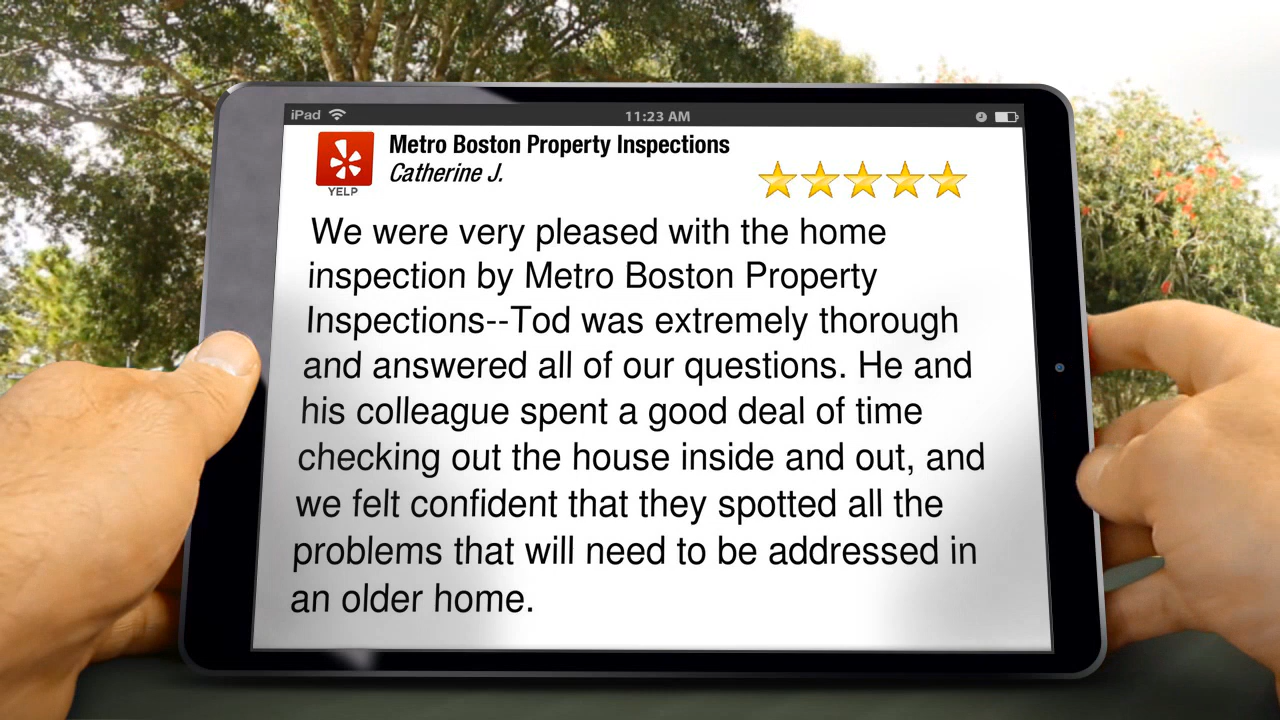 iPad 11:23 AM
Metro Boston Property Inspections
Catherine J.
YELP
We were very pleased with the home
inspection by Metro Boston Property
Inspections--Tod was extremely thorough
and answered all of our questions. He and
his colleague spent a good deal of time
checking out the house inside and out, and
we felt confident that they spotted all the
problems that will need to be addressed in
an older home.